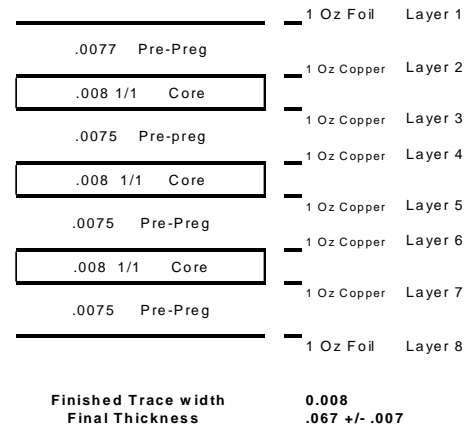 1 Oz Foil Layer 1
.0077 Pre-Preg
1 Oz Copper Layer 2
.008 1/1 Core
1 Oz Copper Layer 3
.0075 Pre-preg
1 Oz Copper Layer 4
.008 1/1 Core
1 Oz Copper Layer 5
.0075 Pre-Preg
1 Oz Copper Layer 6
.008 1/1 Core
1 Oz Copper Layer 7
.0075 Pre-Preg
1 Oz Foil Layer 8
Finished Trace width 0.008
Final Thickness .067 +/- .007